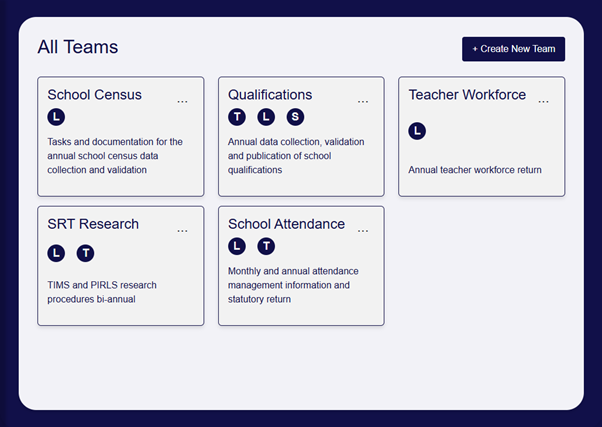 All Teams
+ Create New Team
School Census
...
L
Tasks and documentation for the
annual school census data
collection and validation
Qualifications
...
T L S
Annual data collection, validation
and publication of school
qualifications
Teacher Workforce
...
L
Annual teacher workforce return
SRT Research
...
L T
TIMS and PIRLS research
procedures bi-annual
School Attendance
...
L T
Monthly and annual attendance
management information and
statutory return